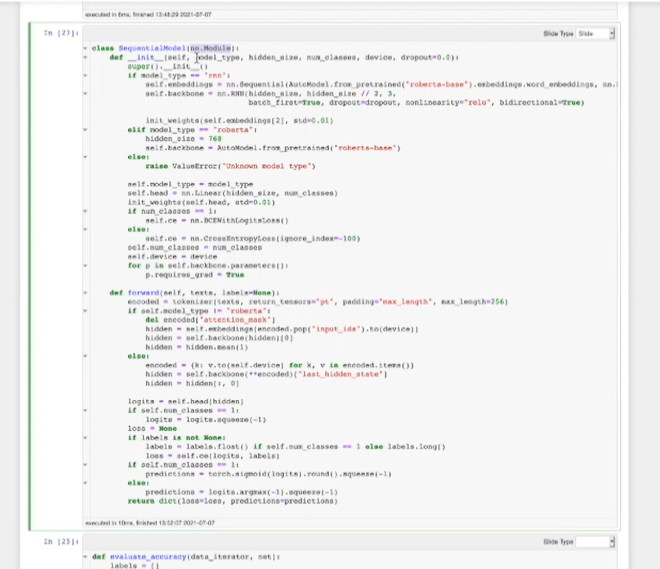 executed in 6ms, finished 13:48:29 2021-07-07
In [27]:
Slide Type Slide
class SequentialModel(nn.Module):
def __init__(self, model_type, hidden_size, num_classes, device, dropout=0.0):
super().__init__()
if model_type == "rnn":
self.embeddings = nn.Sequential(AutoModel.from_pretrained("roberta-base").embeddings.word_embeddings, nn.
self.backbone = nn.RNN(hidden_size, hidden_size // 2, 3,
batch_first=True, dropout=dropout, nonlinearity="relu", bidirectional=True)
init_weights(self.embeddings[2], std=0.01)
elif model_type == "roberta":
hidden_size = 768
self.backbone = AutoModel.from_pretrained("roberta-base")
else:
raise ValueError("Unknown model type")
self.model_type = model_type
self.head = nn.Linear(hidden_size, num_classes)
init_weights(self.head, std=0.01)
if num_classes == 1:
self.ce = nn.BCEWithLogitsLoss()
else:
self.ce = nn.CrossEntropyLoss(ignore_index=-100)
self.num_classes = num_classes
self.device = device
for p in self.backbone.parameters():
p.requires_grad = True
def forward(self, texts, labels=None):
encoded = tokenizer(texts, return_tensors="pt", padding="max_length", max_length=256)
if self.model_type != "roberta":
del encoded["attention_mask"]
hidden = self.embeddings(encoded.pop("input_ids").to(device))
hidden = self.backbone(hidden)[0]
hidden = hidden.mean(1)
else:
encoded = {k: v.to(self.device) for k, v in encoded.items()}
hidden = self.backbone(**encoded)["last_hidden_state"]
hidden = hidden[:, 0]
logits = self.head(hidden)
if self.num_classes == 1:
logits = logits.squeeze(-1)
loss = None
if labels is not None:
labels = labels.float() if self.num_classes == 1 else labels.long()
loss = self.ce(logits, labels)
if self.num_classes == 1:
predictions = torch.sigmoid(logits).round().squeeze(-1)
else:
predictions = logits.argmax(-1).squeeze(-1)
return dict(loss=loss, predictions=predictions)
executed in 10ms, finished 13:52:07 2021-07-07
In [25]:
Slide Type
def evaluate_accuracy(data_iterator, net):
labels = []